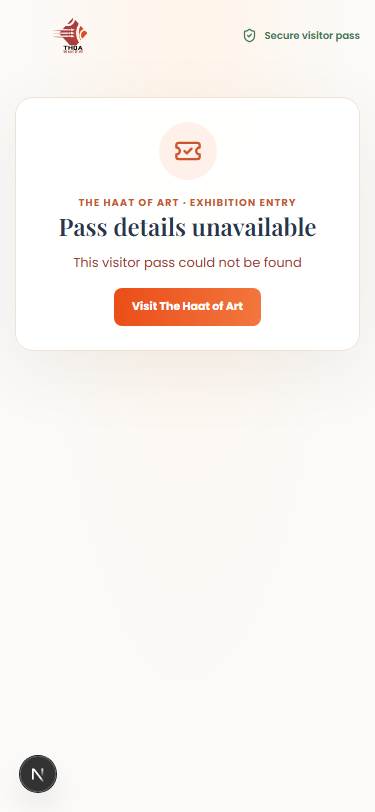 THOA
Secure visitor pass
THE HAAT OF ART • EXHIBITION ENTRY
Pass details unavailable
This visitor pass could not be found
Visit The Haat of Art
N